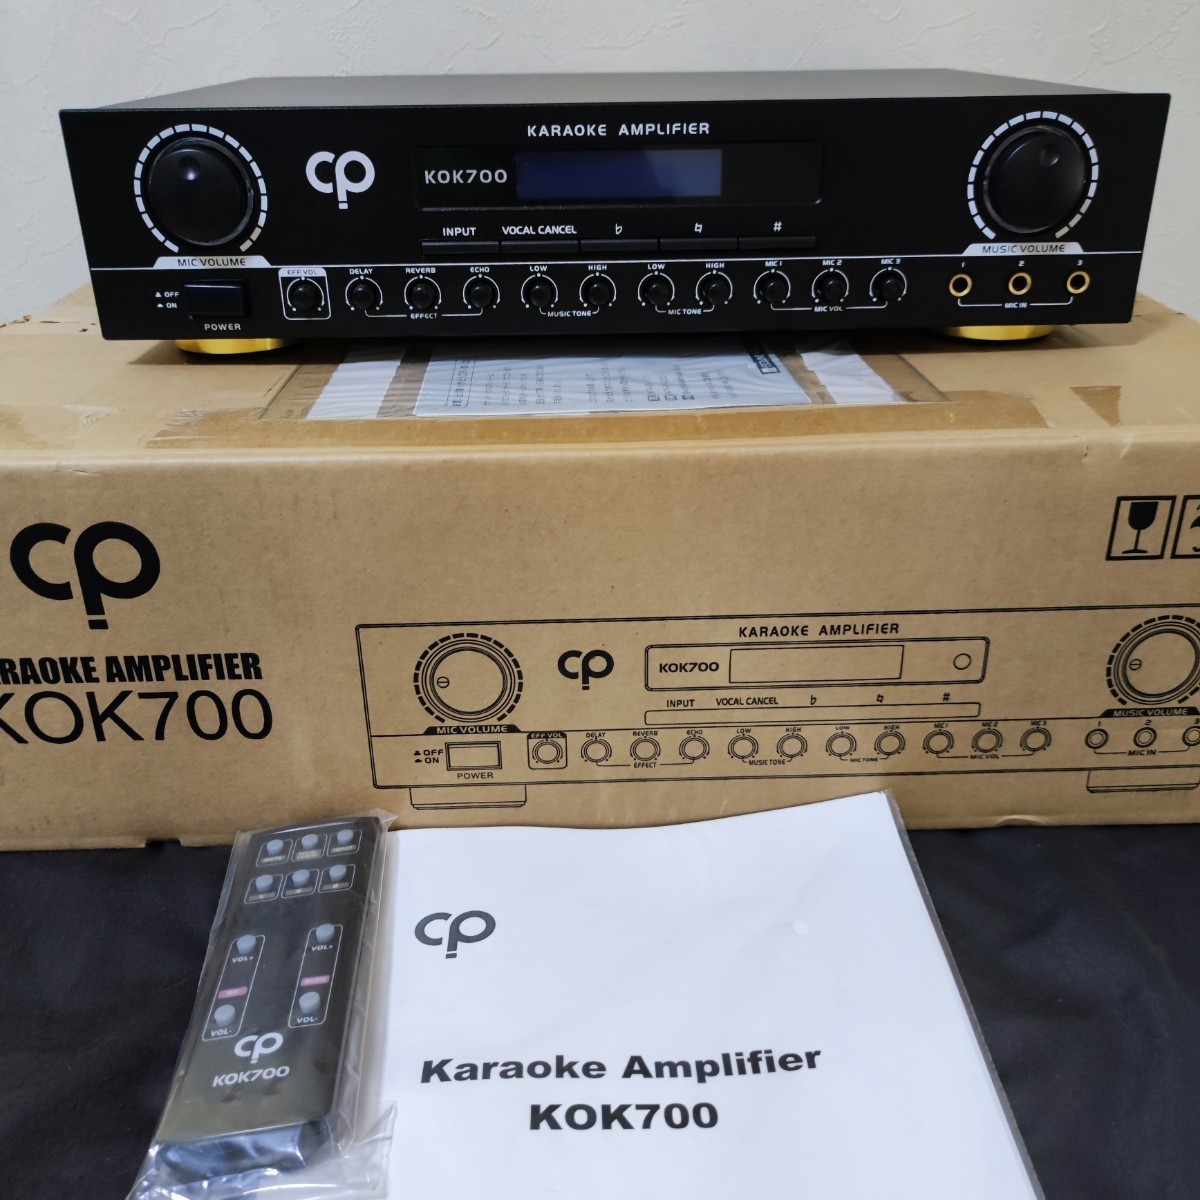 KARAOKE AMPLIFIER
cp
KOK700
INPUT VOCAL CANCEL ♭ ♮ #
MIC VOLUME
MUSIC VOLUME
OFF
ON
POWER
EFF VOL DELAY REVERB ECHO LOW HIGH LOW HIGH MIC 1 MIC 2 MIC 3
1 2 3
EFFECT MUSIC TONE MIC TONE MIC VOL MIC IN
cp
RAOKE AMPLIFIER
KOK700
KARAOKE AMPLIFIER
cp
KOK700
INPUT VOCAL CANCEL ♭ ♮ #
MIC VOLUME
MUSIC VOLUME
OFF
ON
POWER
EFF VOL DELAY REVERB ECHO LOW HIGH LOW HIGH MIC 1 MIC 2 MIC 3
1 2
EFFECT MUSIC TONE MIC TONE MIC VOL MIC IN
INPUT
VOL+ VOL+
VOL- VOL-
cp
KOK700
cp
Karaoke Amplifier
KOK700